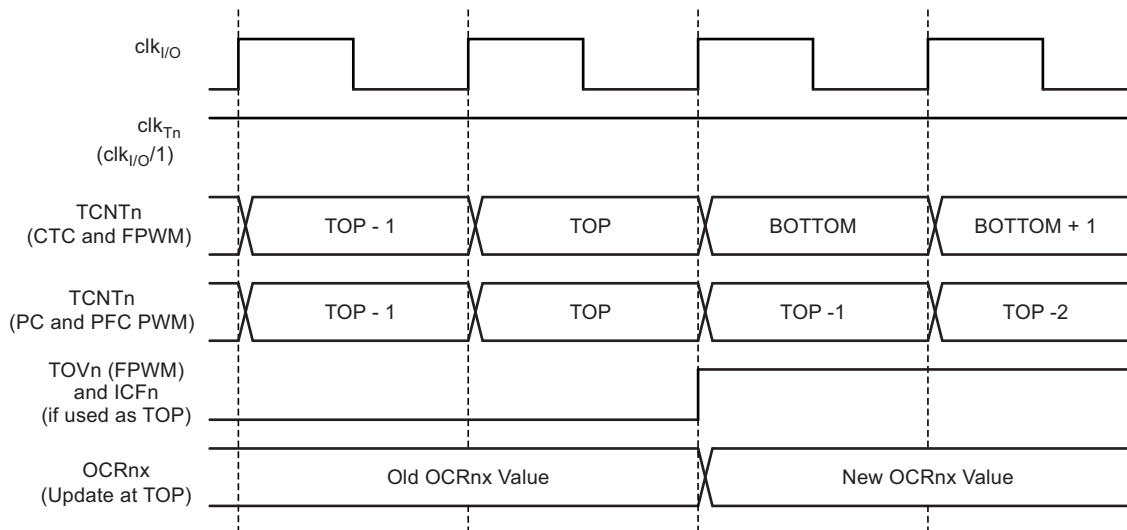 clkI/O
clkTn
(clkI/O/1)
TCNTn
(CTC and FPWM)
TOP - 1 TOP BOTTOM BOTTOM + 1
TCNTn
(PC and PFC PWM)
TOP - 1 TOP TOP -1 TOP -2
TOVn (FPWM)
and ICFn
(if used as TOP)
OCRnx
(Update at TOP)
Old OCRnx Value New OCRnx Value